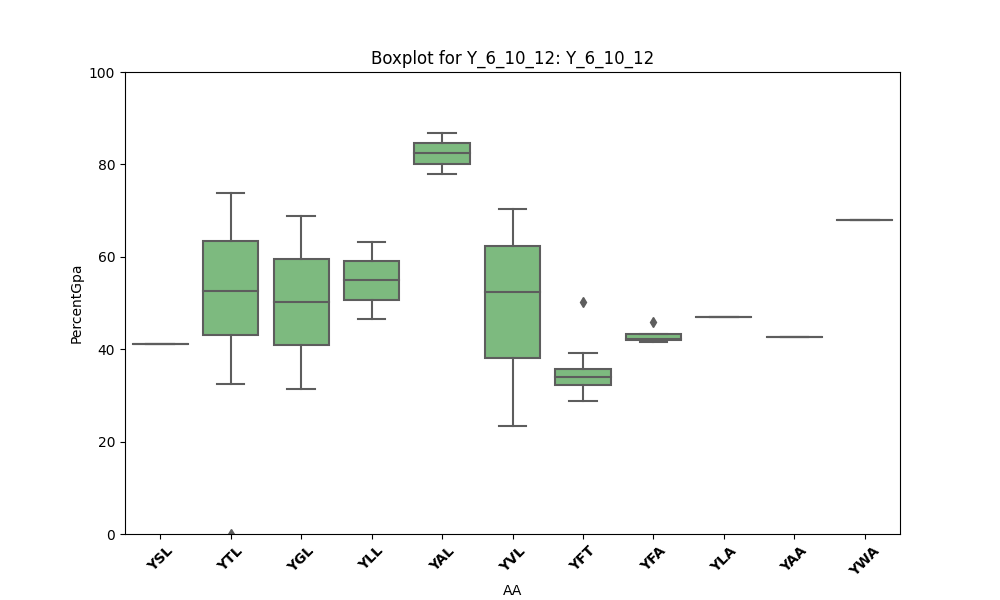 Boxplot for Y_6_10_12: Y_6_10_12
100
80
60
40
20
0
PercentGpa
YSL YTL YGL YLL YAL YVL YFT YFA YLA YAA YWA
AA